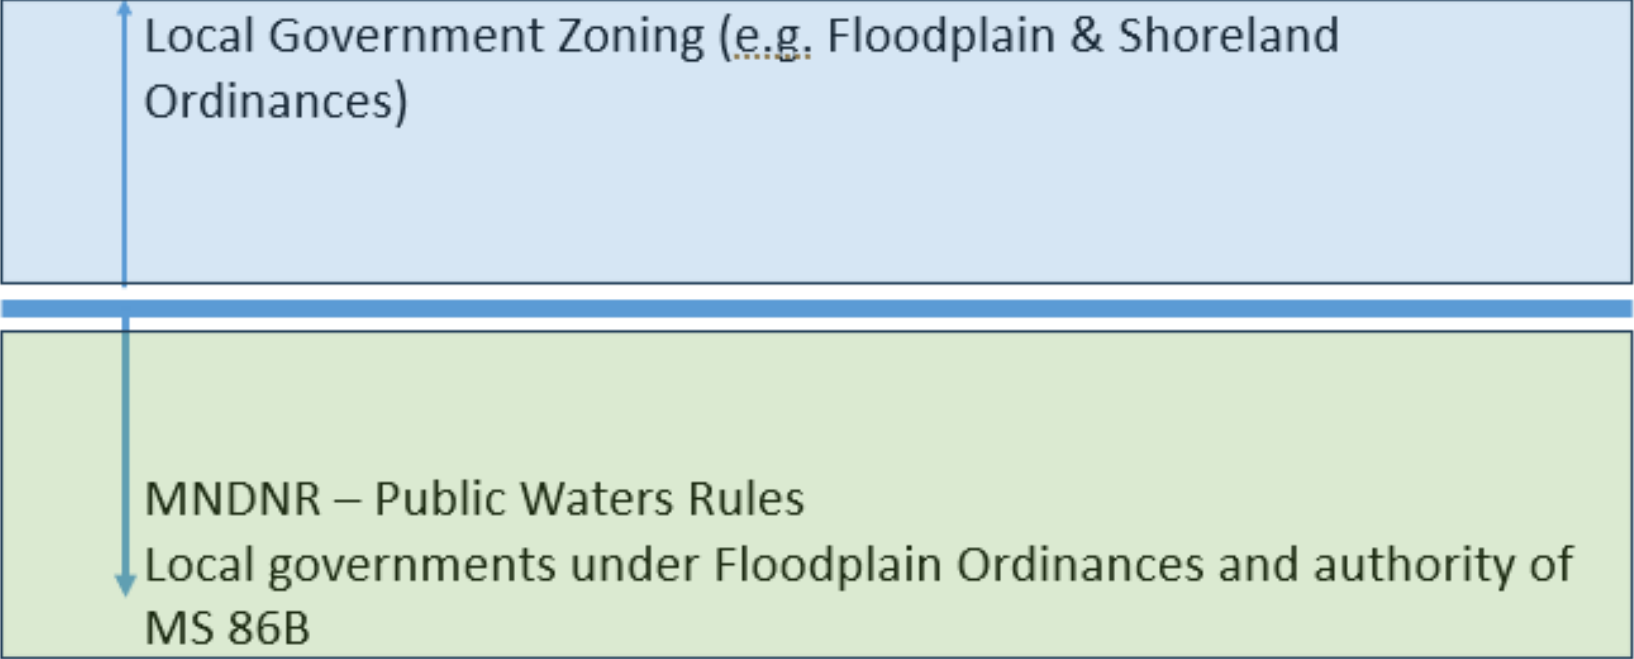 Local Government Zoning (e.g. Floodplain & Shoreland
Ordinances)
MNDNR – Public Waters Rules
Local governments under Floodplain Ordinances and authority of
MS 86B